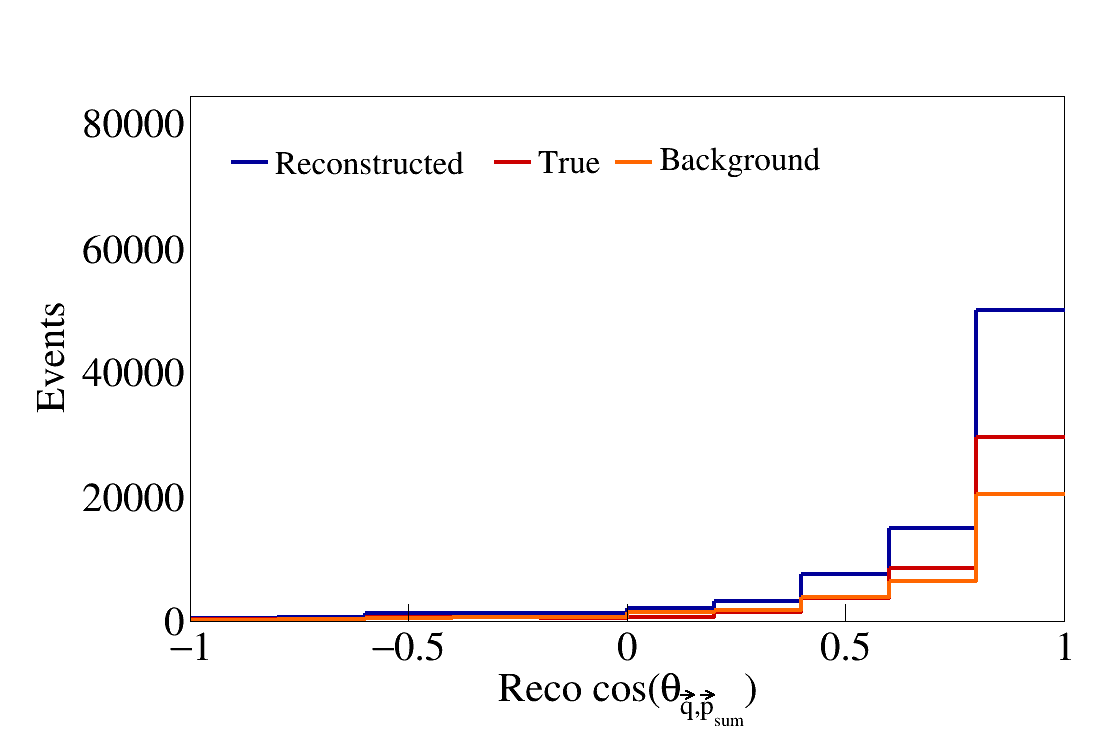 80000
60000
40000
20000
0
Events
Reconstructed True Background
−1 −0.5 0 0.5 1
Reco cos(θ_{q⃗,p⃗_{sum}})